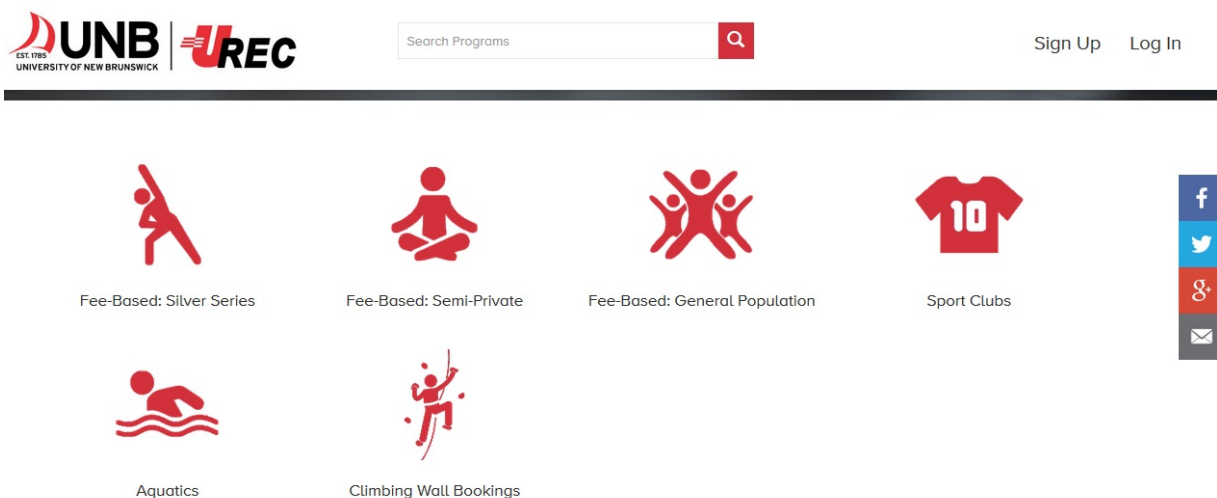 UNB
EST. 1785
UNIVERSITY OF NEW BRUNSWICK
UREC
Search Programs
Sign Up
Log In
10
Fee-Based: Silver Series
Fee-Based: Semi-Private
Fee-Based: General Population
Sport Clubs
f
g+
Aquatics
Climbing Wall Bookings